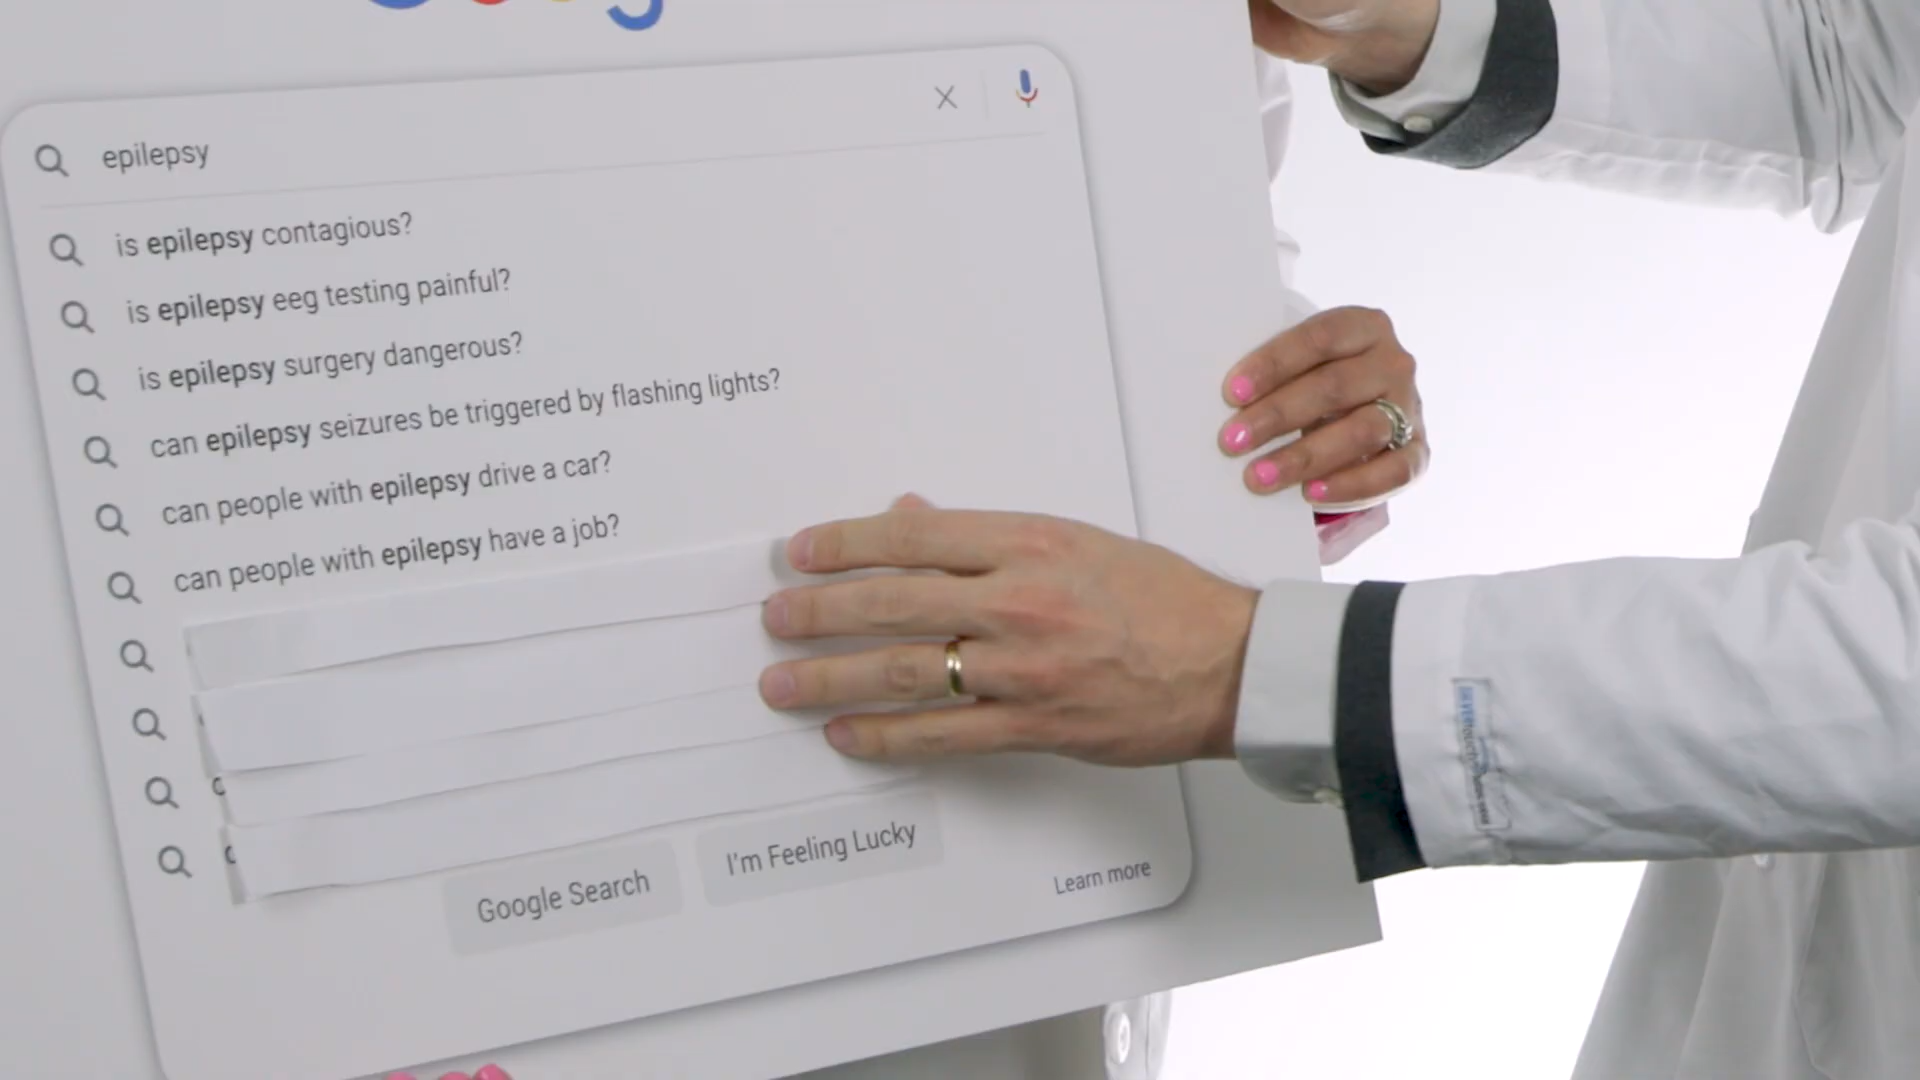 epilepsy
is epilepsy contagious?
is epilepsy eeg testing painful?
is epilepsy surgery dangerous?
can epilepsy seizures be triggered by flashing lights?
can people with epilepsy drive a car?
can people with epilepsy have a job?
Google Search
I'm Feeling Lucky
Learn more